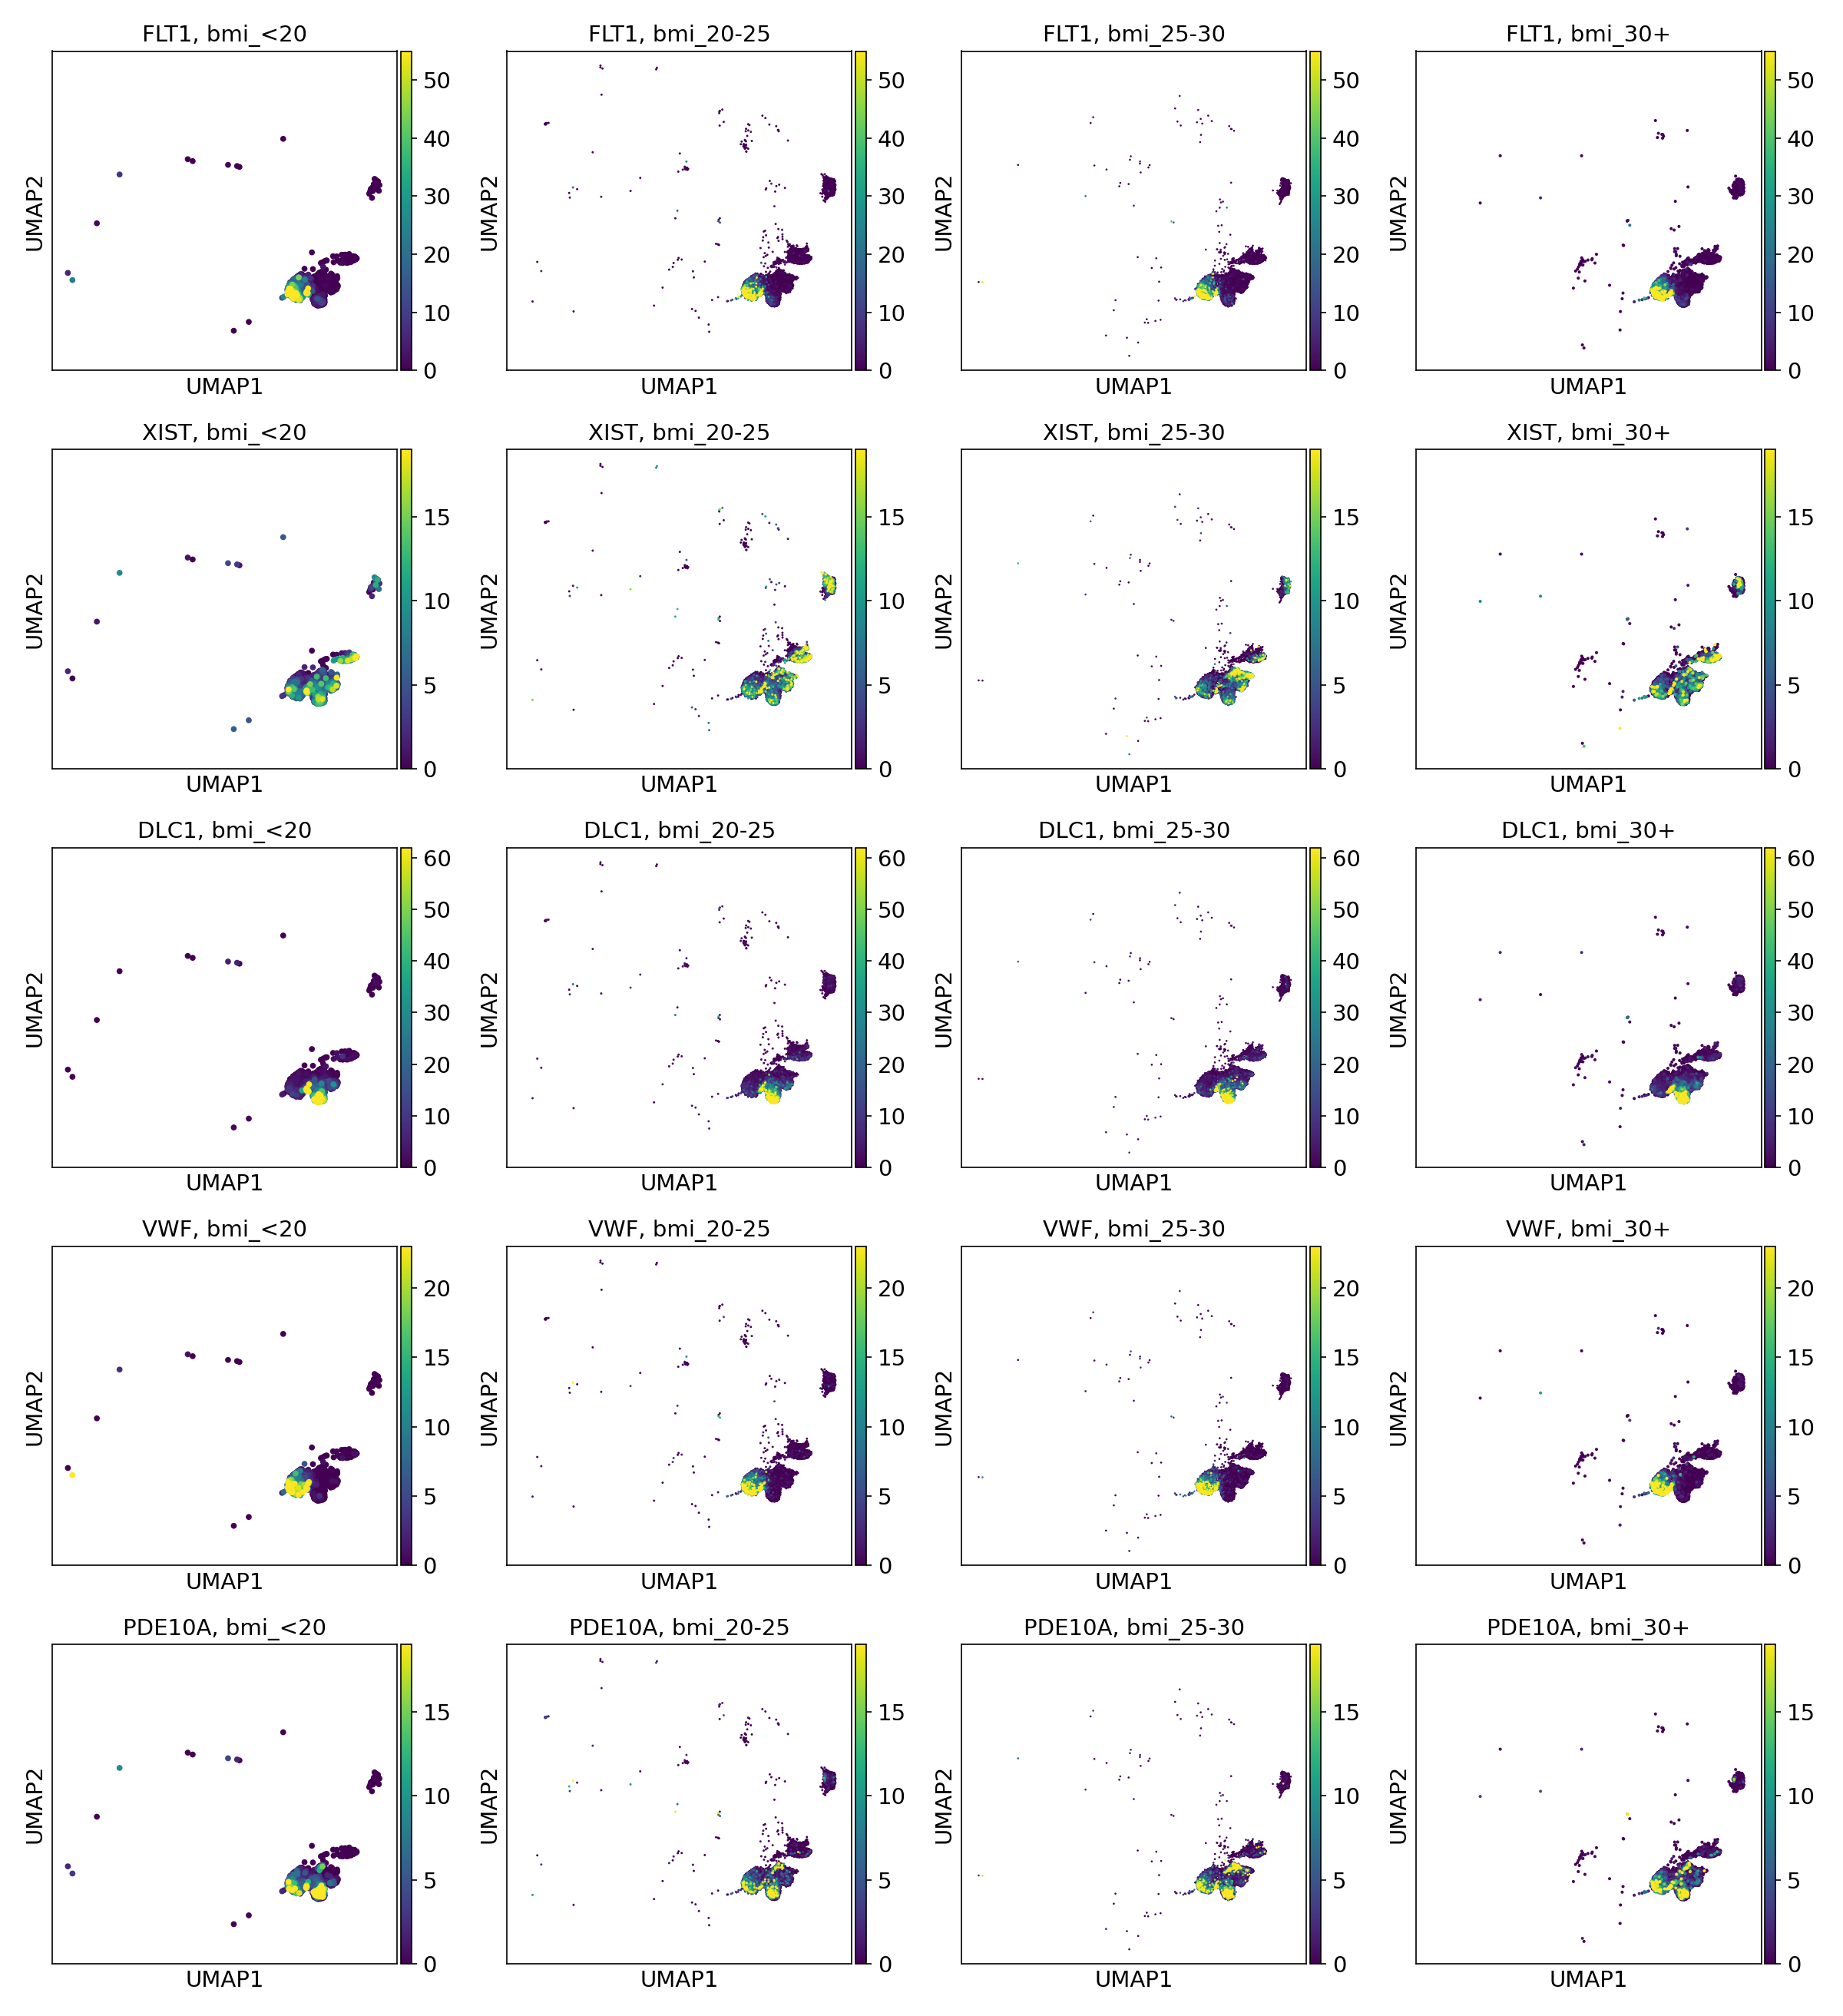 FLT1, bmi_<20
FLT1, bmi_20-25
FLT1, bmi_25-30
FLT1, bmi_30+
UMAP2
UMAP1
0
10
20
30
40
50
UMAP2
UMAP1
0
10
20
30
40
50
UMAP2
UMAP1
0
10
20
30
40
50
UMAP2
UMAP1
0
10
20
30
40
50
XIST, bmi_<20
XIST, bmi_20-25
XIST, bmi_25-30
XIST, bmi_30+
UMAP2
UMAP1
0
5
10
15
UMAP2
UMAP1
0
5
10
15
UMAP2
UMAP1
0
5
10
15
UMAP2
UMAP1
0
5
10
15
DLC1, bmi_<20
DLC1, bmi_20-25
DLC1, bmi_25-30
DLC1, bmi_30+
UMAP2
UMAP1
0
10
20
30
40
50
60
UMAP2
UMAP1
0
10
20
30
40
50
60
UMAP2
UMAP1
0
10
20
30
40
50
60
UMAP2
UMAP1
0
10
20
30
40
50
60
VWF, bmi_<20
VWF, bmi_20-25
VWF, bmi_25-30
VWF, bmi_30+
UMAP2
UMAP1
0
5
10
15
20
UMAP2
UMAP1
0
5
10
15
20
UMAP2
UMAP1
0
5
10
15
20
UMAP2
UMAP1
0
5
10
15
20
PDE10A, bmi_<20
PDE10A, bmi_20-25
PDE10A, bmi_25-30
PDE10A, bmi_30+
UMAP2
UMAP1
0
5
10
15
UMAP2
UMAP1
0
5
10
15
UMAP2
UMAP1
0
5
10
15
UMAP2
UMAP1
0
5
10
15